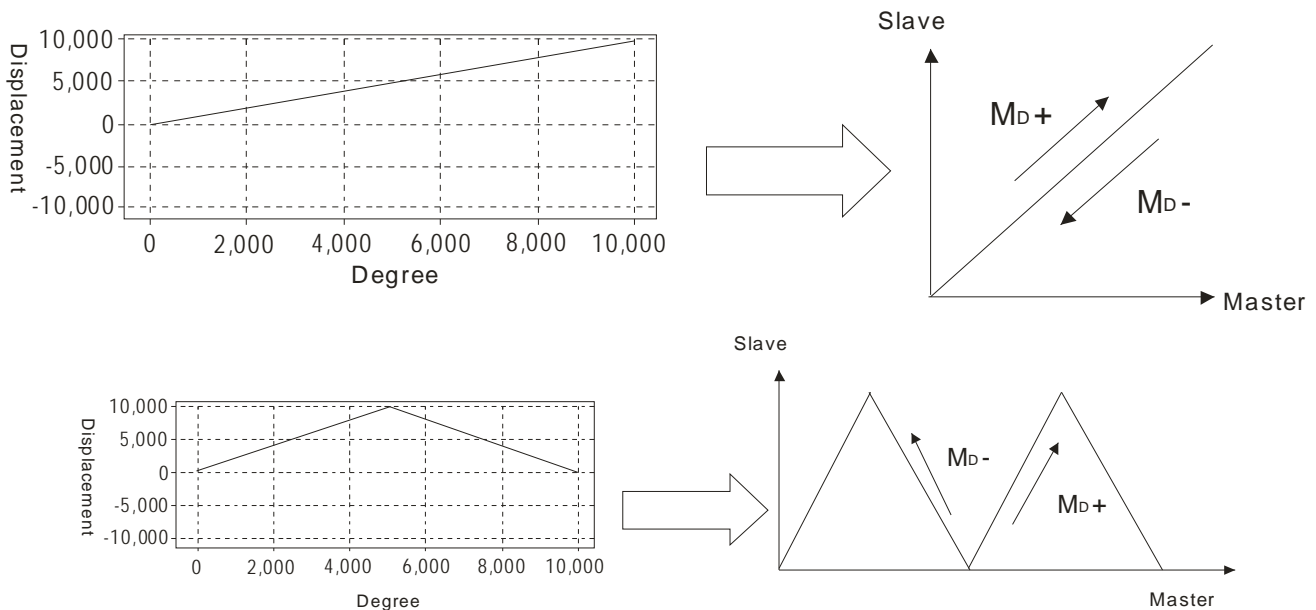 10,000
5,000
0
-5,000
-10,000
Displacement
0 2,000 4,000 6,000 8,000 10,000
Degree
Slave
MD+
MD-
Master
10,000
5,000
0
-5,000
-10,000
Displacement
0 2,000 4,000 6,000 8,000 10,000
Degree
Slave
MD-
MD+
Master